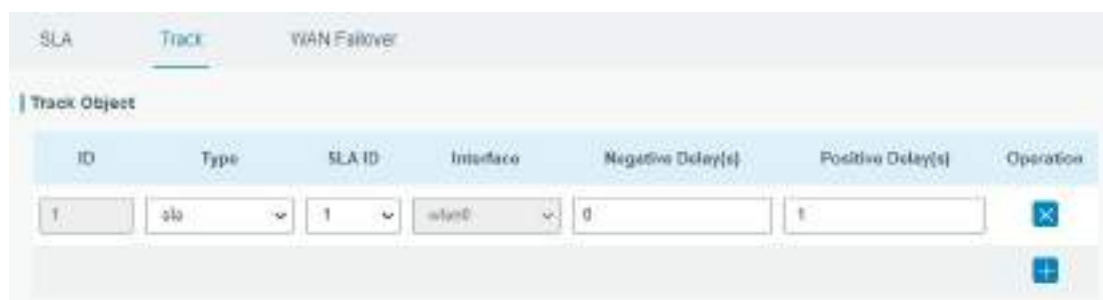 SLA Track WAN Failover
Track Object
ID Type SLA ID Interface Negative Delay(s) Positive Delay(s) Operation
1 sla 1 0 1